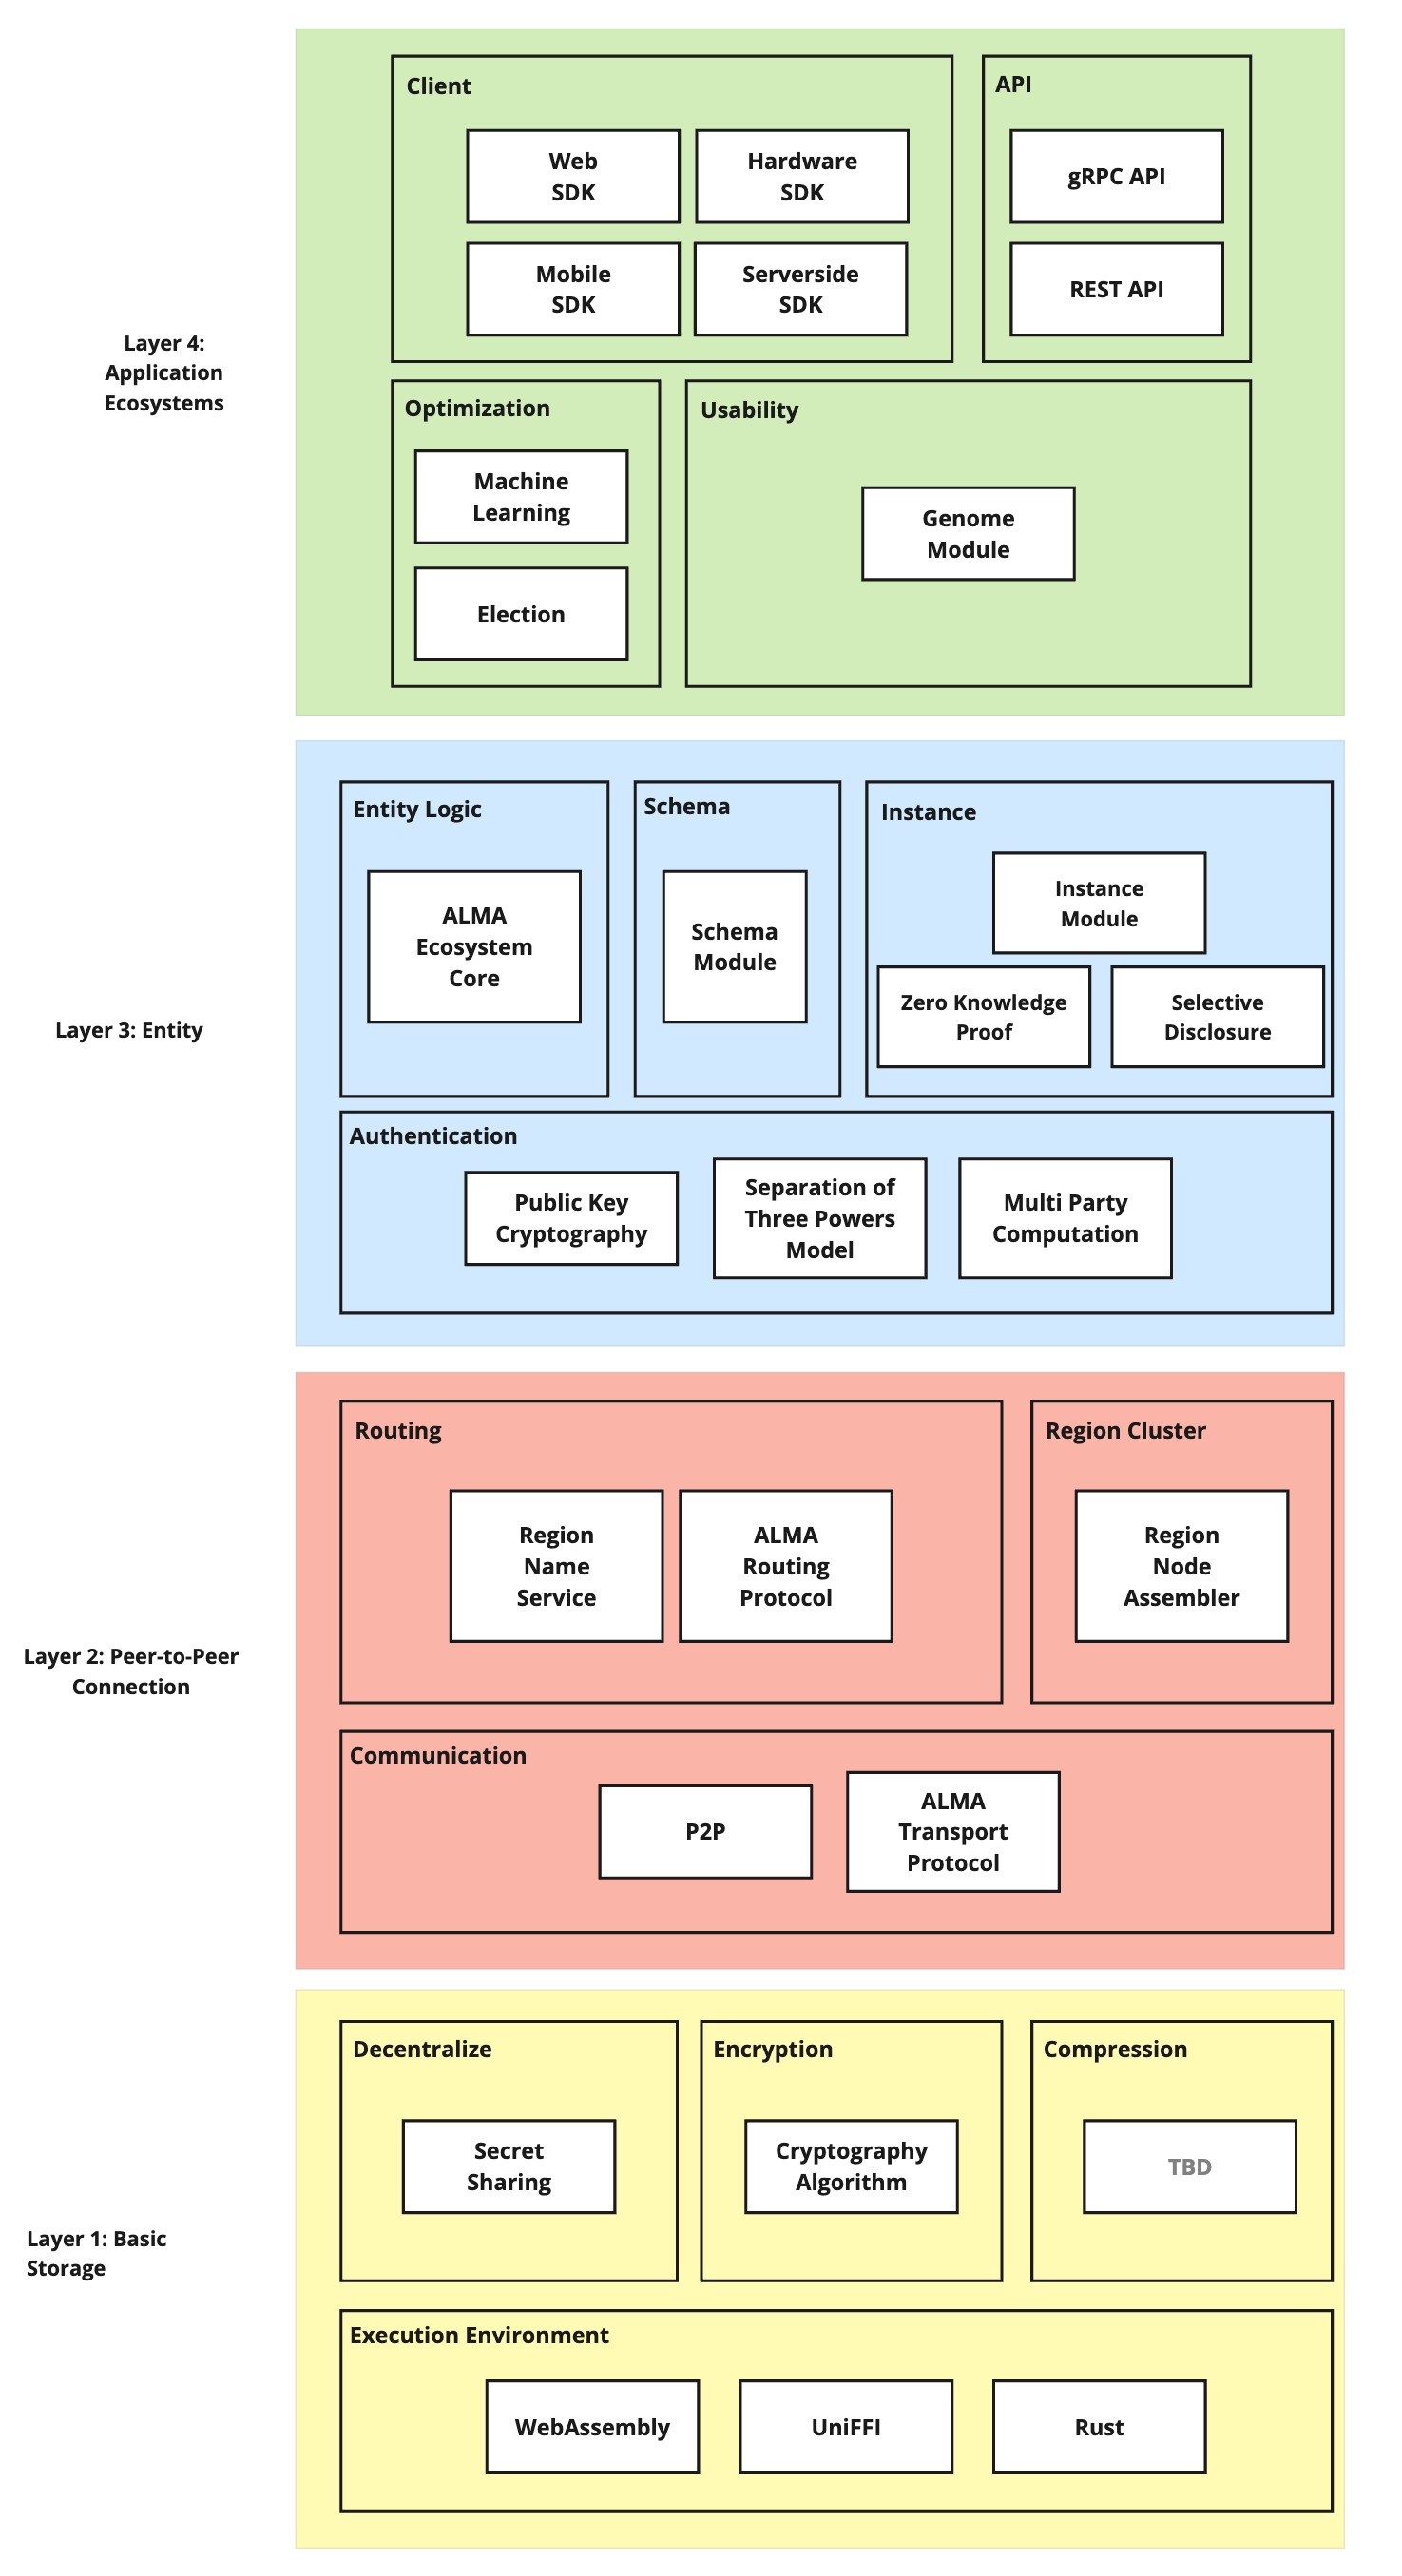 Client
Web
SDK
Hardware
SDK
Mobile
SDK
Serverside
SDK
API
gRPC API
REST API
Layer 4:
Application
Ecosystems
Optimization
Machine
Learning
Election
Usability
Genome
Module
Entity Logic
ALMA
Ecosystem
Core
Schema
Schema
Module
Instance
Instance
Module
Zero Knowledge
Proof
Selective
Disclosure
Layer 3: Entity
Authentication
Public Key
Cryptography
Separation of
Three Powers
Model
Multi Party
Computation
Routing
Region
Name
Service
ALMA
Routing
Protocol
Region Cluster
Region
Node
Assembler
Layer 2: Peer-to-Peer
Connection
Communication
P2P
ALMA
Transport
Protocol
Decentralize
Secret
Sharing
Encryption
Cryptography
Algorithm
Compression
TBD
Layer 1: Basic
Storage
Execution Environment
WebAssembly
UniFFI
Rust